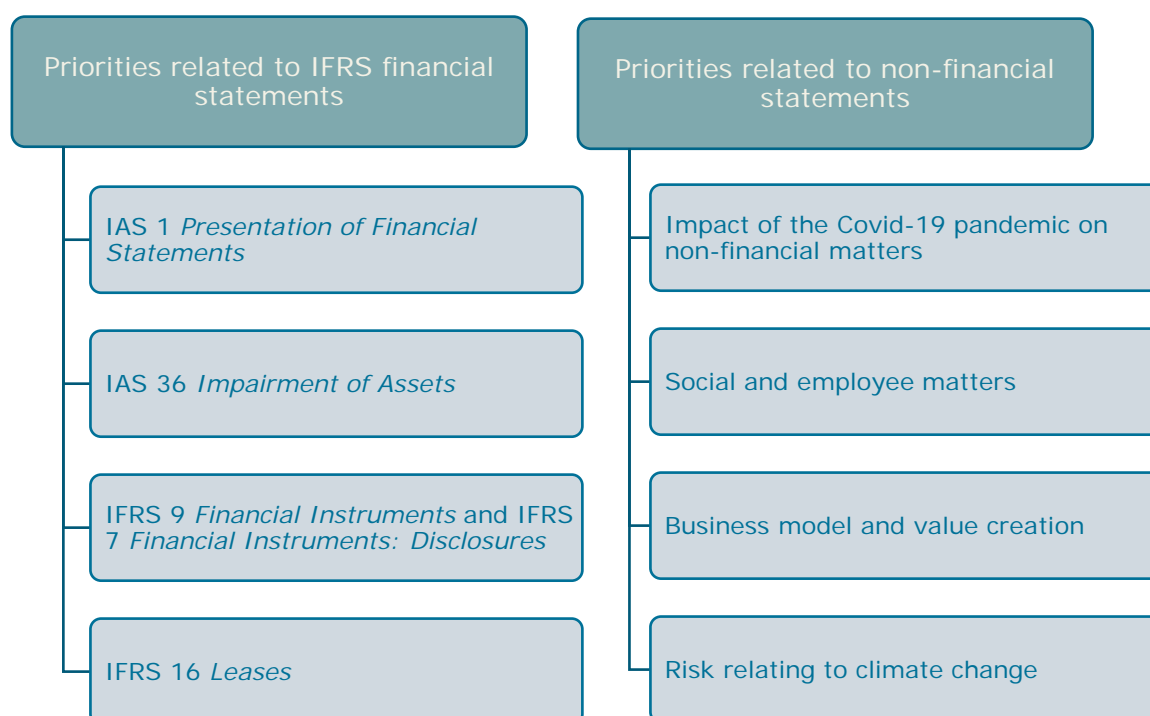 Priorities related to IFRS financial
statements
IAS 1 Presentation of Financial
Statements
IAS 36 Impairment of Assets
IFRS 9 Financial Instruments and IFRS
7 Financial Instruments: Disclosures
IFRS 16 Leases
Priorities related to non-financial
statements
Impact of the Covid-19 pandemic on
non-financial matters
Social and employee matters
Business model and value creation
Risk relating to climate change